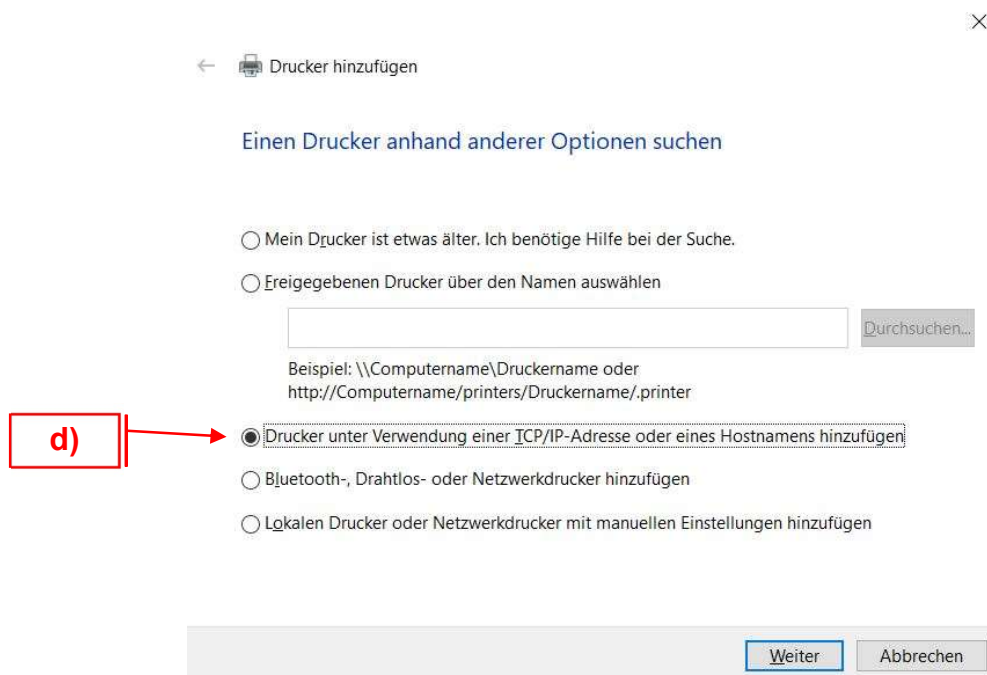 Drucker hinzufügen
Einen Drucker anhand anderer Optionen suchen
Mein Drucker ist etwas älter. Ich benötige Hilfe bei der Suche.
Freigegebenen Drucker über den Namen auswählen
Durchsuchen...
Beispiel: \\Computername\Druckername oder
http://Computername/printers/Druckername/.printer
d)
Drucker unter Verwendung einer TCP/IP-Adresse oder eines Hostnamens hinzufügen
Bluetooth-, Drahtlos- oder Netzwerkdrucker hinzufügen
Lokalen Drucker oder Netzwerkdrucker mit manuellen Einstellungen hinzufügen
Weiter
Abbrechen